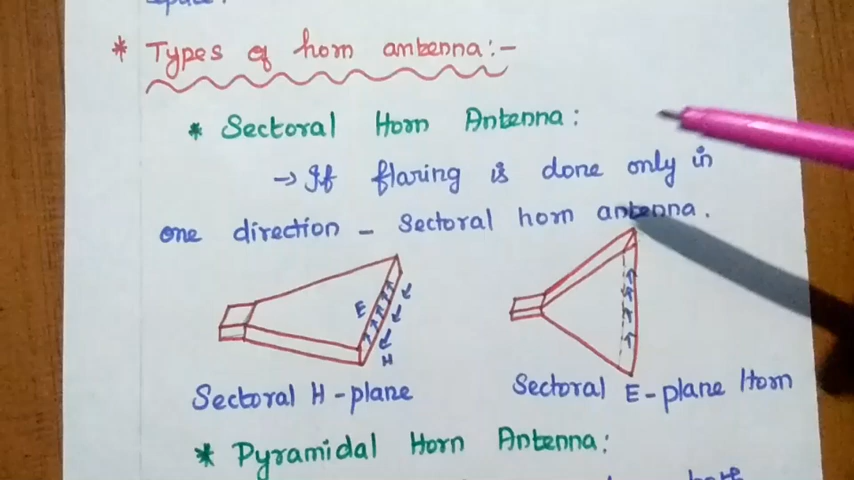 * Types of horn antenna:-
* Sectoral Horn Antenna:
→ If flaring is done only in
one direction - Sectoral horn antenna.
E
H
Sectoral H-plane
Sectoral E-plane Horn
* Pyramidal Horn Antenna: